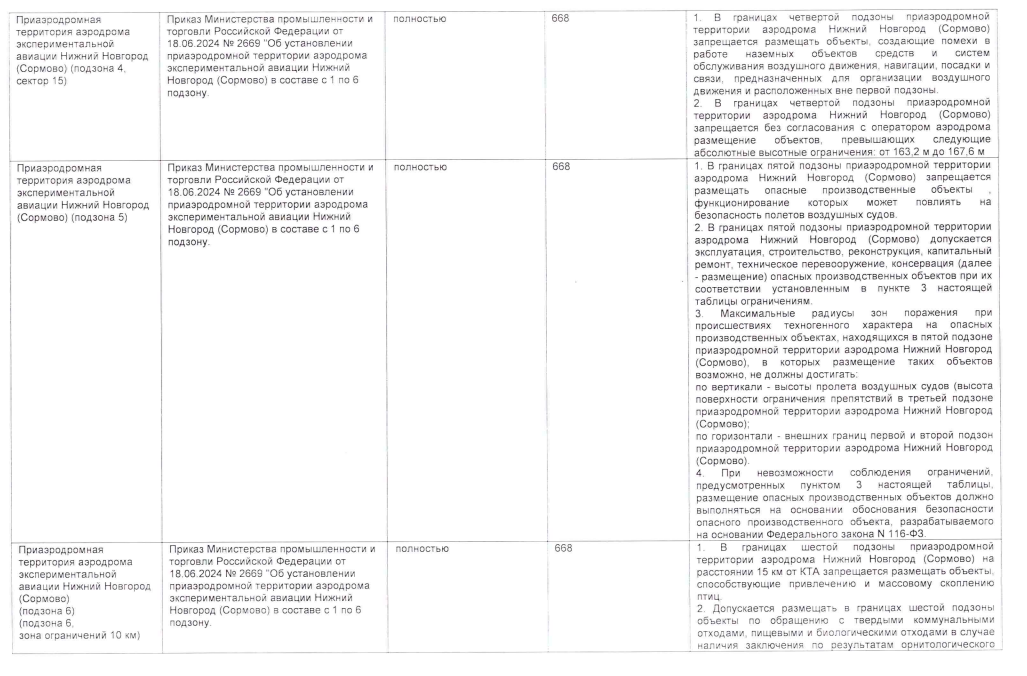 Приаэродромная
территория аэродрома
экспериментальной
авиации Нижний Новгород
(Сормово) (подзона 4,
сектор 15)
Приказ Министерства промышленности и
торговли Российской Федерации от
18.06.2024 № 2669 "Об установлении
приаэродромной территории аэродрома
экспериментальной авиации Нижний
Новгород (Сормово) в составе с 1 по 6
подзону.
полностью
668
1. В границах четвертой подзоны приаэродромной
территории аэродрома Нижний Новгород (Сормово)
запрещается размещать объекты, создающие помехи в
работе наземных объектов средств и систем
обслуживания воздушного движения, навигации, посадки и
связи, предназначенных для организации воздушного
движения и расположенных вне первой подзоны.
2. В границах четвертой подзоны приаэродромной
территории аэродрома Нижний Новгород (Сормово)
запрещается без согласования с оператором аэродрома
размещение объектов, превышающих следующие
абсолютные высотные ограничения: от 163,2 м до 167,6 м
Приаэродромная
территория аэродрома
экспериментальной
авиации Нижний Новгород
(Сормово) (подзона 5)
Приказ Министерства промышленности и
торговли Российской Федерации от
18.06.2024 № 2669 "Об установлении
приаэродромной территории аэродрома
экспериментальной авиации Нижний
Новгород (Сормово) в составе с 1 по 6
подзону.
полностью
668
1. В границах пятой подзоны приаэродромной территории
аэродрома Нижний Новгород (Сормово) запрещается
размещать опасные производственные объекты ,
функционирование которых может повлиять на
безопасность полетов воздушных судов.
2. В границах пятой подзоны приаэродромной территории
аэродрома Нижний Новгород (Сормово) допускается
эксплуатация, строительство, реконструкция, капитальный
ремонт, техническое перевооружение, консервация (далее
- размещение) опасных производственных объектов при их
соответствии установленным в пункте 3 настоящей
таблицы ограничениям.
3. Максимальные радиусы зон поражения при
происшествиях техногенного характера на опасных
производственных объектах, находящихся в пятой подзоне
приаэродромной территории аэродрома Нижний Новгород
(Сормово), в которых размещение таких объектов
возможно, не должны достигать:
по вертикали - высоты пролета воздушных судов (высота
поверхности ограничения препятствий в третьей подзоне
приаэродромной территории аэродрома Нижний Новгород
(Сормово);
по горизонтали - внешних границ первой и второй подзон
приаэродромной территории аэродрома Нижний Новгород
(Сормово).
4. При невозможности соблюдения ограничений,
предусмотренных пунктом 3 настоящей таблицы,
размещение опасных производственных объектов должно
выполняться на основании обоснования безопасности
опасного производственного объекта, разрабатываемого
на основании Федерального закона N 116-ФЗ.
Приаэродромная
территория аэродрома
экспериментальной
авиации Нижний Новгород
(Сормово)
(подзона 6)
(подзона 6,
зона ограничений 10 км)
Приказ Министерства промышленности и
торговли Российской Федерации от
18.06.2024 № 2669 "Об установлении
приаэродромной территории аэродрома
экспериментальной авиации Нижний
Новгород (Сормово) в составе с 1 по 6
подзону.
полностью
668
1. В границах шестой подзоны приаэродромной
территории аэродрома Нижний Новгород (Сормово) на
расстоянии 15 км от КТА запрещается размещать объекты,
способствующие привлечению и массовому скоплению
птиц.
2. Допускается размещать в границах шестой подзоны
объекты по обращению с твердыми коммунальными
отходами, пищевыми и биологическими отходами в случае
наличия заключения по результатам орнитологического